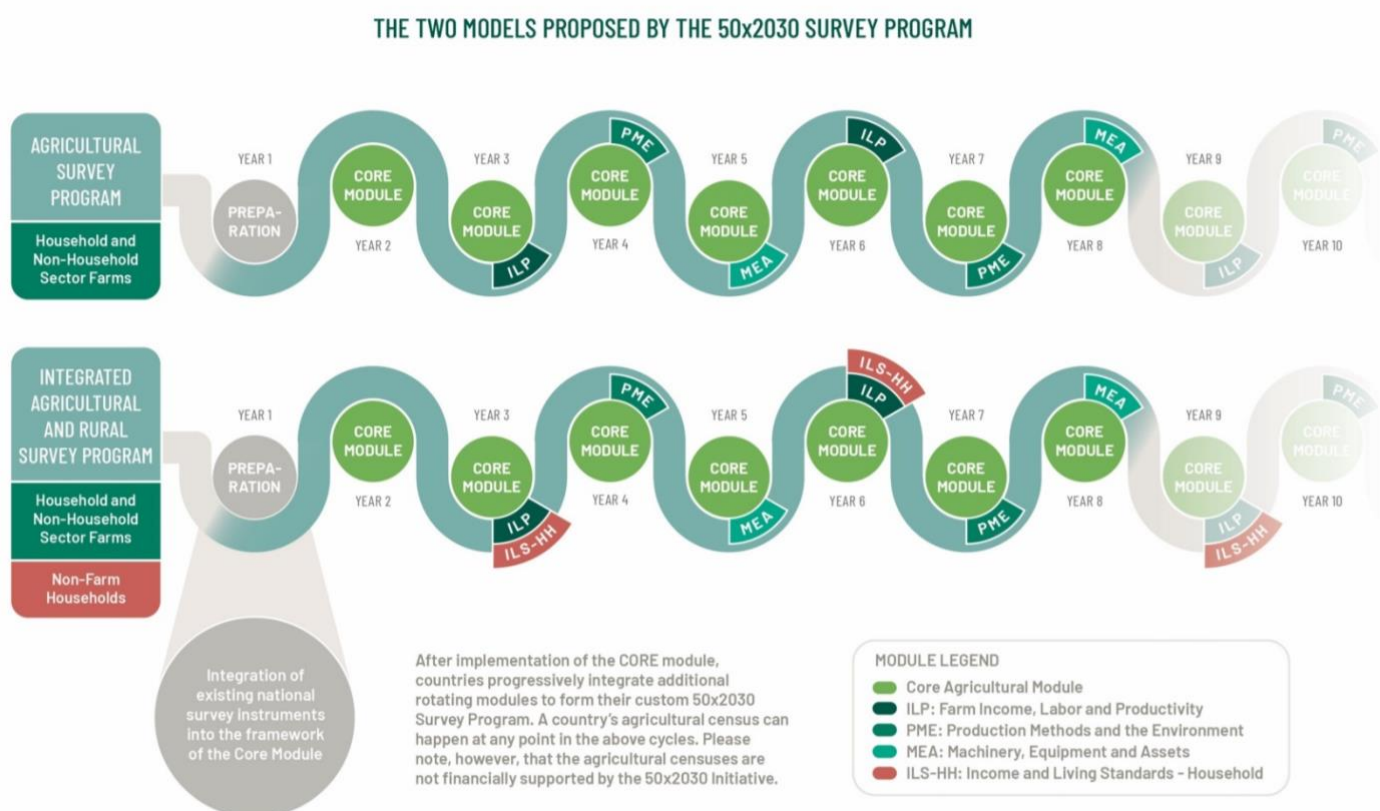 THE TWO MODELS PROPOSED BY THE 50x2030 SURVEY PROGRAM
AGRICULTURAL
SURVEY
PROGRAM
Household and
Non-Household
Sector Farms
YEAR 1
PREPA-
RATION
CORE
MODULE
YEAR 2
YEAR 3
CORE
MODULE
ILP
PME
CORE
MODULE
YEAR 4
YEAR 5
CORE
MODULE
MEA
ILP
CORE
MODULE
YEAR 6
YEAR 7
CORE
MODULE
PME
MEA
CORE
MODULE
YEAR 8
YEAR 9
CORE
MODULE
ILP
PME
CORE
MODULE
YEAR 10
INTEGRATED
AGRICULTURAL
AND RURAL
SURVEY PROGRAM
Household and
Non-Household
Sector Farms
Non-Farm
Households
YEAR 1
PREPA-
RATION
CORE
MODULE
YEAR 2
YEAR 3
CORE
MODULE
ILP
ILS-HH
PME
CORE
MODULE
YEAR 4
YEAR 5
CORE
MODULE
MEA
ILS-HH
ILP
CORE
MODULE
YEAR 6
YEAR 7
CORE
MODULE
PME
MEA
CORE
MODULE
YEAR 8
YEAR 9
CORE
MODULE
ILP
ILS-HH
PME
CORE
MODULE
YEAR 10
Integration of
existing national
survey instruments
into the framework
of the Core Module
After implementation of the CORE module,
countries progressively integrate additional
rotating modules to form their custom 50x2030
Survey Program. A country's agricultural census can
happen at any point in the above cycles. Please
note, however, that the agricultural censuses are
not financially supported by the 50x2030 Initiative.
MODULE LEGEND
Core Agricultural Module
ILP: Farm Income, Labor and Productivity
PME: Production Methods and the Environment
MEA: Machinery, Equipment and Assets
ILS-HH: Income and Living Standards - Household